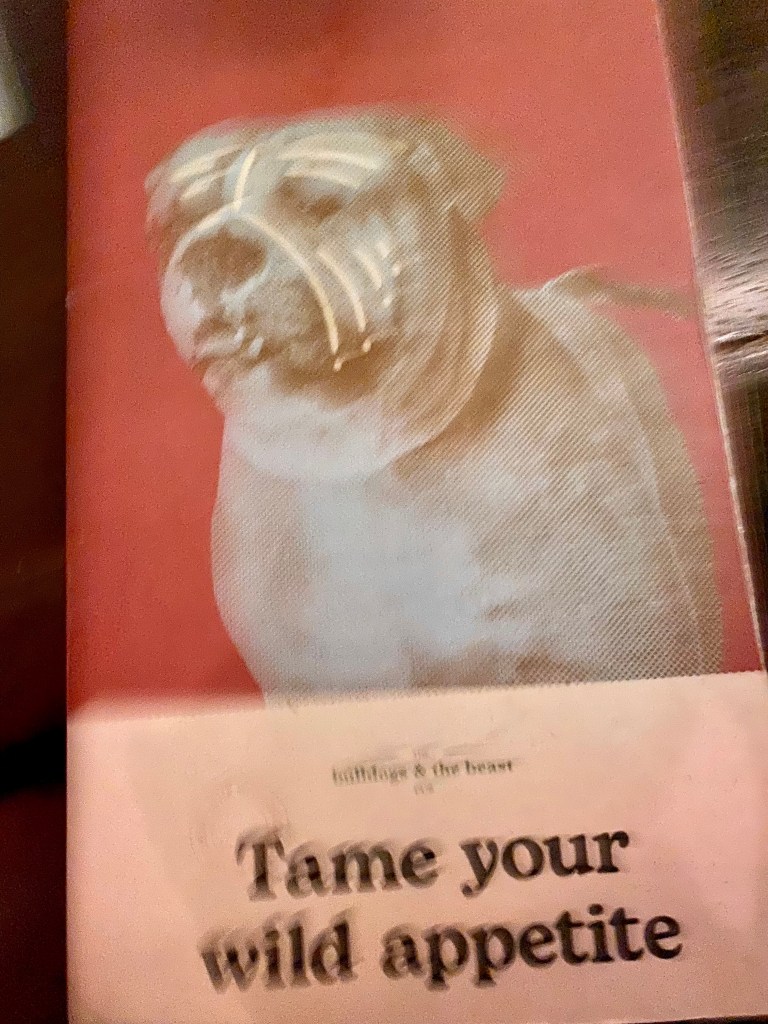 bulldogs & the beast
Tame your
wild appetite